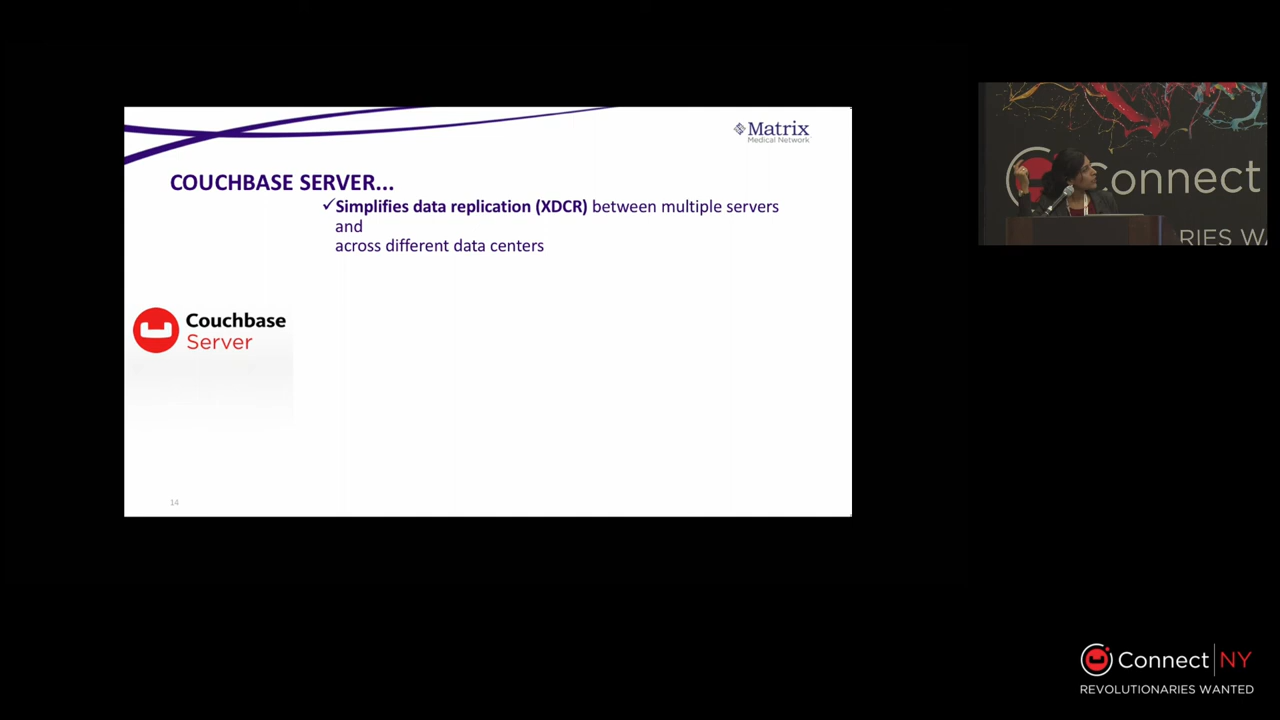 Matrix
Medical Network
COUCHBASE SERVER...
✓Simplifies data replication (XDCR) between multiple servers
and
across different data centers
Couchbase
Server
14
Connect
RIES W
Connect | NY
REVOLUTIONARIES WANTED